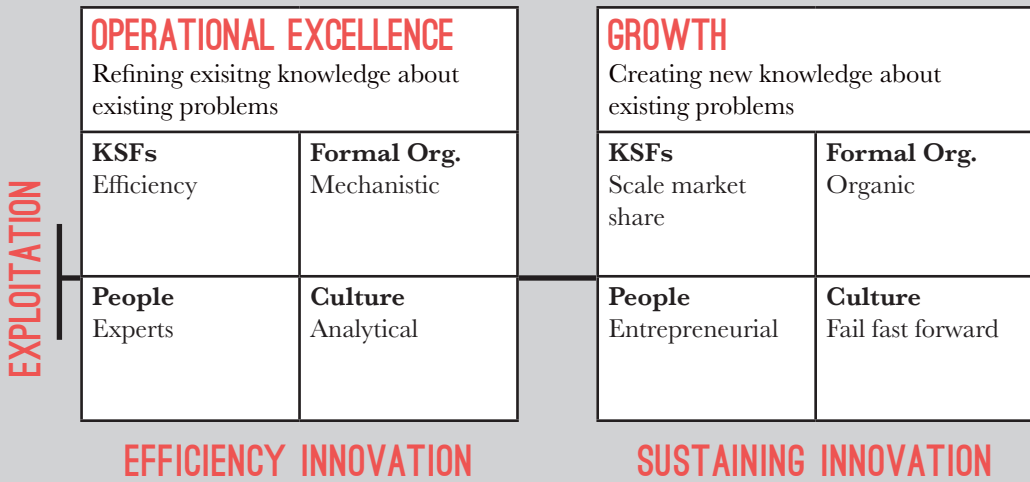 OPERATIONAL EXCELLENCE
Refining exisitng knowledge about
existing problems
KSFs
Efficiency
Formal Org.
Mechanistic
People
Experts
Culture
Analytical
EFFICIENCY INNOVATION
GROWTH
Creating new knowledge about
existing problems
KSFs
Scale market
share
Formal Org.
Organic
People
Entrepreneurial
Culture
Fail fast forward
SUSTAINING INNOVATION
EXPLOITATION